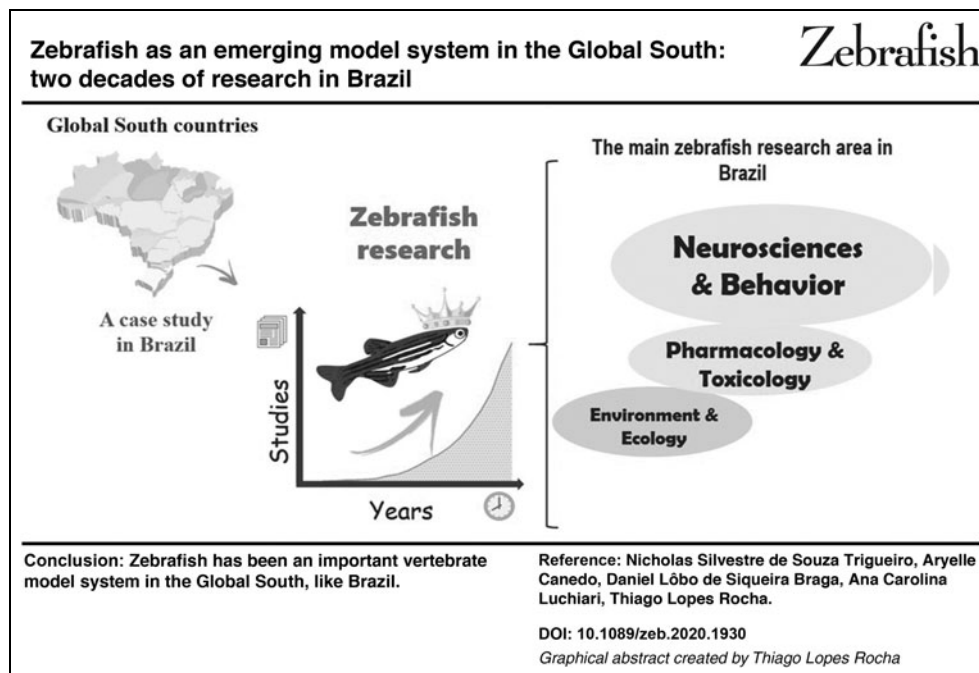 Zebrafish as an emerging model system in the Global South:
two decades of research in Brazil
Zebrafish
Global South countries
A case study
in Brazil
Zebrafish
research
Studies
Years
The main zebrafish research area in
Brazil
Neurosciences
& Behavior
Pharmacology &
Toxicology
Environment &
Ecology
Conclusion: Zebrafish has been an important vertebrate
model system in the Global South, like Brazil.
Reference: Nicholas Silvestre de Souza Trigueiro, Aryelle
Canedo, Daniel Lôbo de Siqueira Braga, Ana Carolina
Luchiari, Thiago Lopes Rocha.
DOI: 10.1089/zeb.2020.1930
Graphical abstract created by Thiago Lopes Rocha